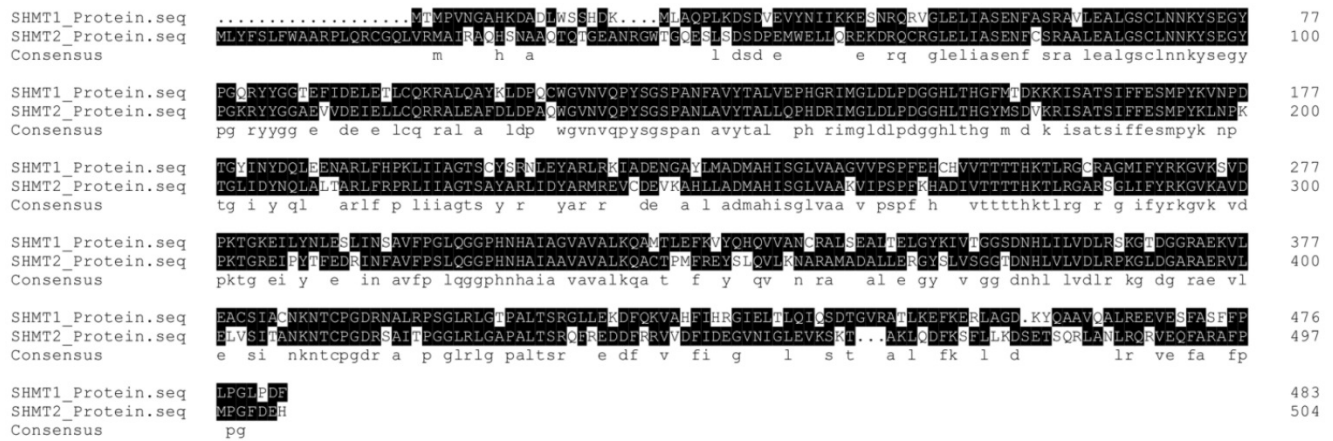 SHMT1_Protein.seq ...................MTMPVNGAHKDADLWSSHDK....MLAQPLKDSDVEVYNIIKKESNRQRVGLELIASENFASRAVLEALGSCLNNKYSEGY 77
SHMT2_Protein.seq MLYFSLFWAARPLQRCGQLVRMAIRAQHSNAAQTQTGEANRGWTGQESLSDSDPEMWELLQREKDRQCRGLELIASENFCSRAALEALGSCLNNKYSEGY 100
Consensus m h a l dsd e e rq gleliasenf sra lealgsclnnkysegy
SHMT1_Protein.seq PGQRYYGGTEFIDELETLCQKRALQAYKLDPQCWGVNVQPYSGSPANFAVYTALVEPHGRIMGLDLPDGGHLTHGFMTDKKKISATSIFFESMPYKVNPD 177
SHMT2_Protein.seq PGKRYYGGAEVVDEIELLCQRRALEAFDLDPAQWGVNVQPYSGSPANLAVYTALLQPHDRIMGLDLPDGGHLTHGYMSDVKRISATSIFFESMPYKLNPK 200
Consensus pg ryygg e de e lcq ral a ldp wgvnvqpysgspan avytal ph rimgldlpdgghlthg m d k isatsiffesmpyk np
SHMT1_Protein.seq TGYINYDQLEENARLFHPKLIIAGTSCYSRNLEYARLRKIADENGAYLMADMAHISGLVAAGVVPSPFEHCHVVTTTTHKTLRGCRAGMIFYRKGVKSVD 277
SHMT2_Protein.seq TGLIDYNQLALTARLFRPRLIIAGTSAYARLIDYARMREVCDEVKAHLLADMAHISGLVAAKVIPSPFKHADIVTTTTHKTLRGARSGLIFYRKGVKAVD 300
Consensus tg i y ql arlf p liiagts y r yar r de a l admahisglvaa v pspf h vttttkhtlrg r g ifyrkgvk vd
SHMT1_Protein.seq PKTGKEILYNLESLINSAVFPGLQGGPHNHAIAGVAVALKQAMTLEFKVYQHQVVANCRALSEALTELGYKIVTGGSDNHLILVDLRSKGTDGGRAEKVL 377
SHMT2_Protein.seq PKTGREIPYTFEDRINFAVFPSLQGGPHNHAIAAVAVALKQACTPMFREYSLQVLKNARAMADALLERGYSLVSGGTDNHLVLVDLRPKGLDGARAERVL 400
Consensus pktg ei y e in avfp lqggphnhaia vavalkqa t f y qv n ra al e gy v gg dnhl lvdlr kg dg rae vl
SHMT1_Protein.seq EACSIACNKNTCPGDRNALRPSGLRLGTPALTSRGLLEKDFQKVAHFIHRGIELTLQIQSDTGVRATLKEFKERLAGD.KYQAAVQALREEVESFASFFP 476
SHMT2_Protein.seq ELVSITANKNTCPGDRSAITPGGLRLGAPALTSRQFREDDFRRVVDFIDEGVNIGLEVKSKT...AKLQDFKSFLLKDSETSQRLANLRQRVEQFARAFP 497
Consensus e si nkntcpgdr a p glrlg paltsr e df v fi g l s t a l fk l d lr ve fa fp
SHMT1_Protein.seq LPGLPDF 483
SHMT2_Protein.seq MPGFDEH 504
Consensus pg